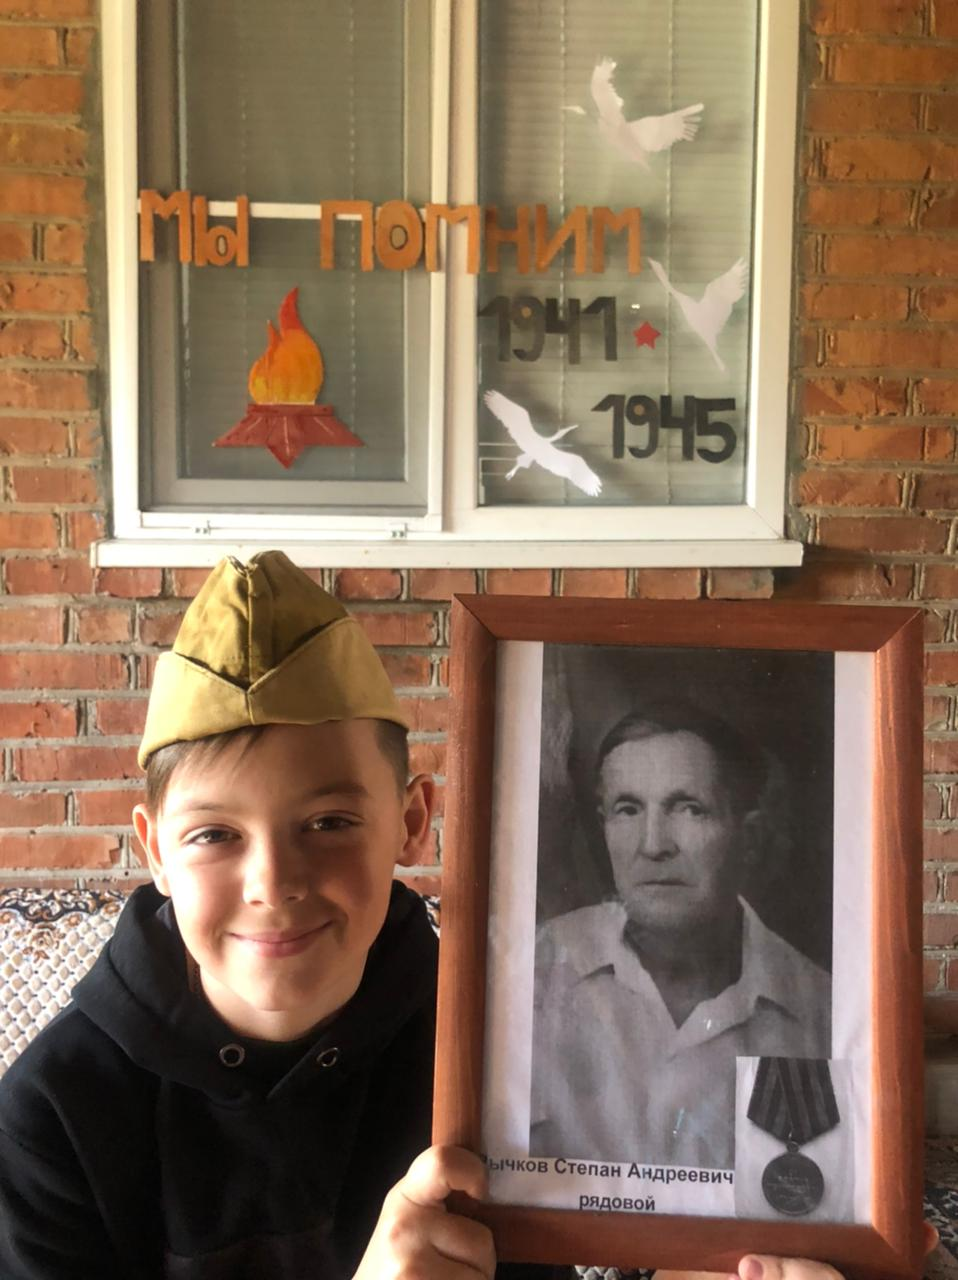 МЫ ПОМНИМ
1941
1945
Степан Андреевич
рядовой